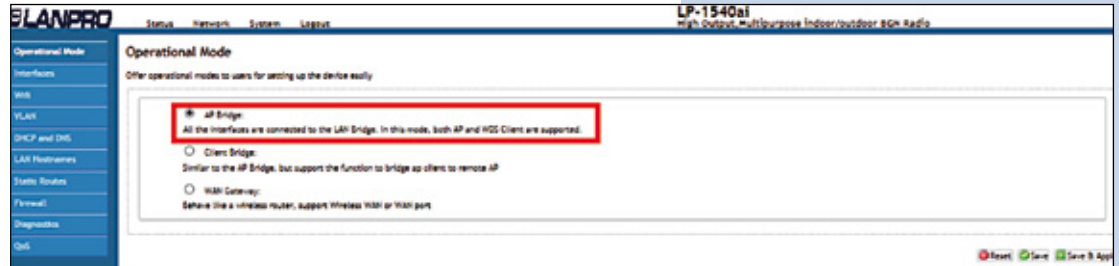 LANPRO
Status Network System Logout
LP-1540ai
High Output,Multipurpose indoor/outdoor BGN Radio
Operational Mode
Interfaces
Wifi
VLAN
DHCP and DNS
LAN Hostnames
Static Routes
Firewall
Diagnostics
QoS
Operational Mode
Offer operational modes to users for setting up the device easily
AP Bridge:
All the interfaces are connected to the LAN Bridge. In this mode, both AP and WDS Client are supported.
Client Bridge:
Similar to the AP Bridge, but support the function to bridge ap client to remote AP
WAN Gateway:
Behave like a wireless router, support Wireless WAN or WAN port
Reset Save Save & App